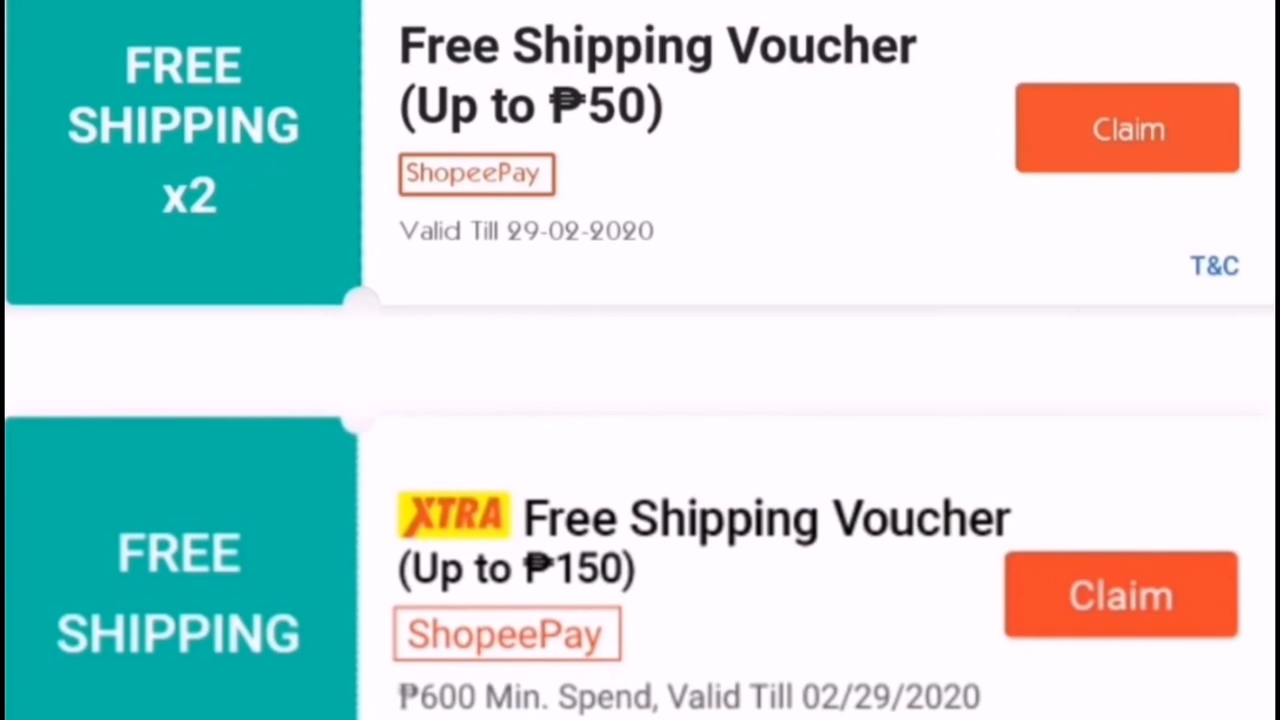 FREE
SHIPPING
x2
Free Shipping Voucher
(Up to ₱50)
ShopeePay
Valid Till 29-02-2020
Claim
T&C
FREE
SHIPPING
XTRA Free Shipping Voucher
(Up to ₱150)
ShopeePay
₱600 Min. Spend, Valid Till 02/29/2020
Claim